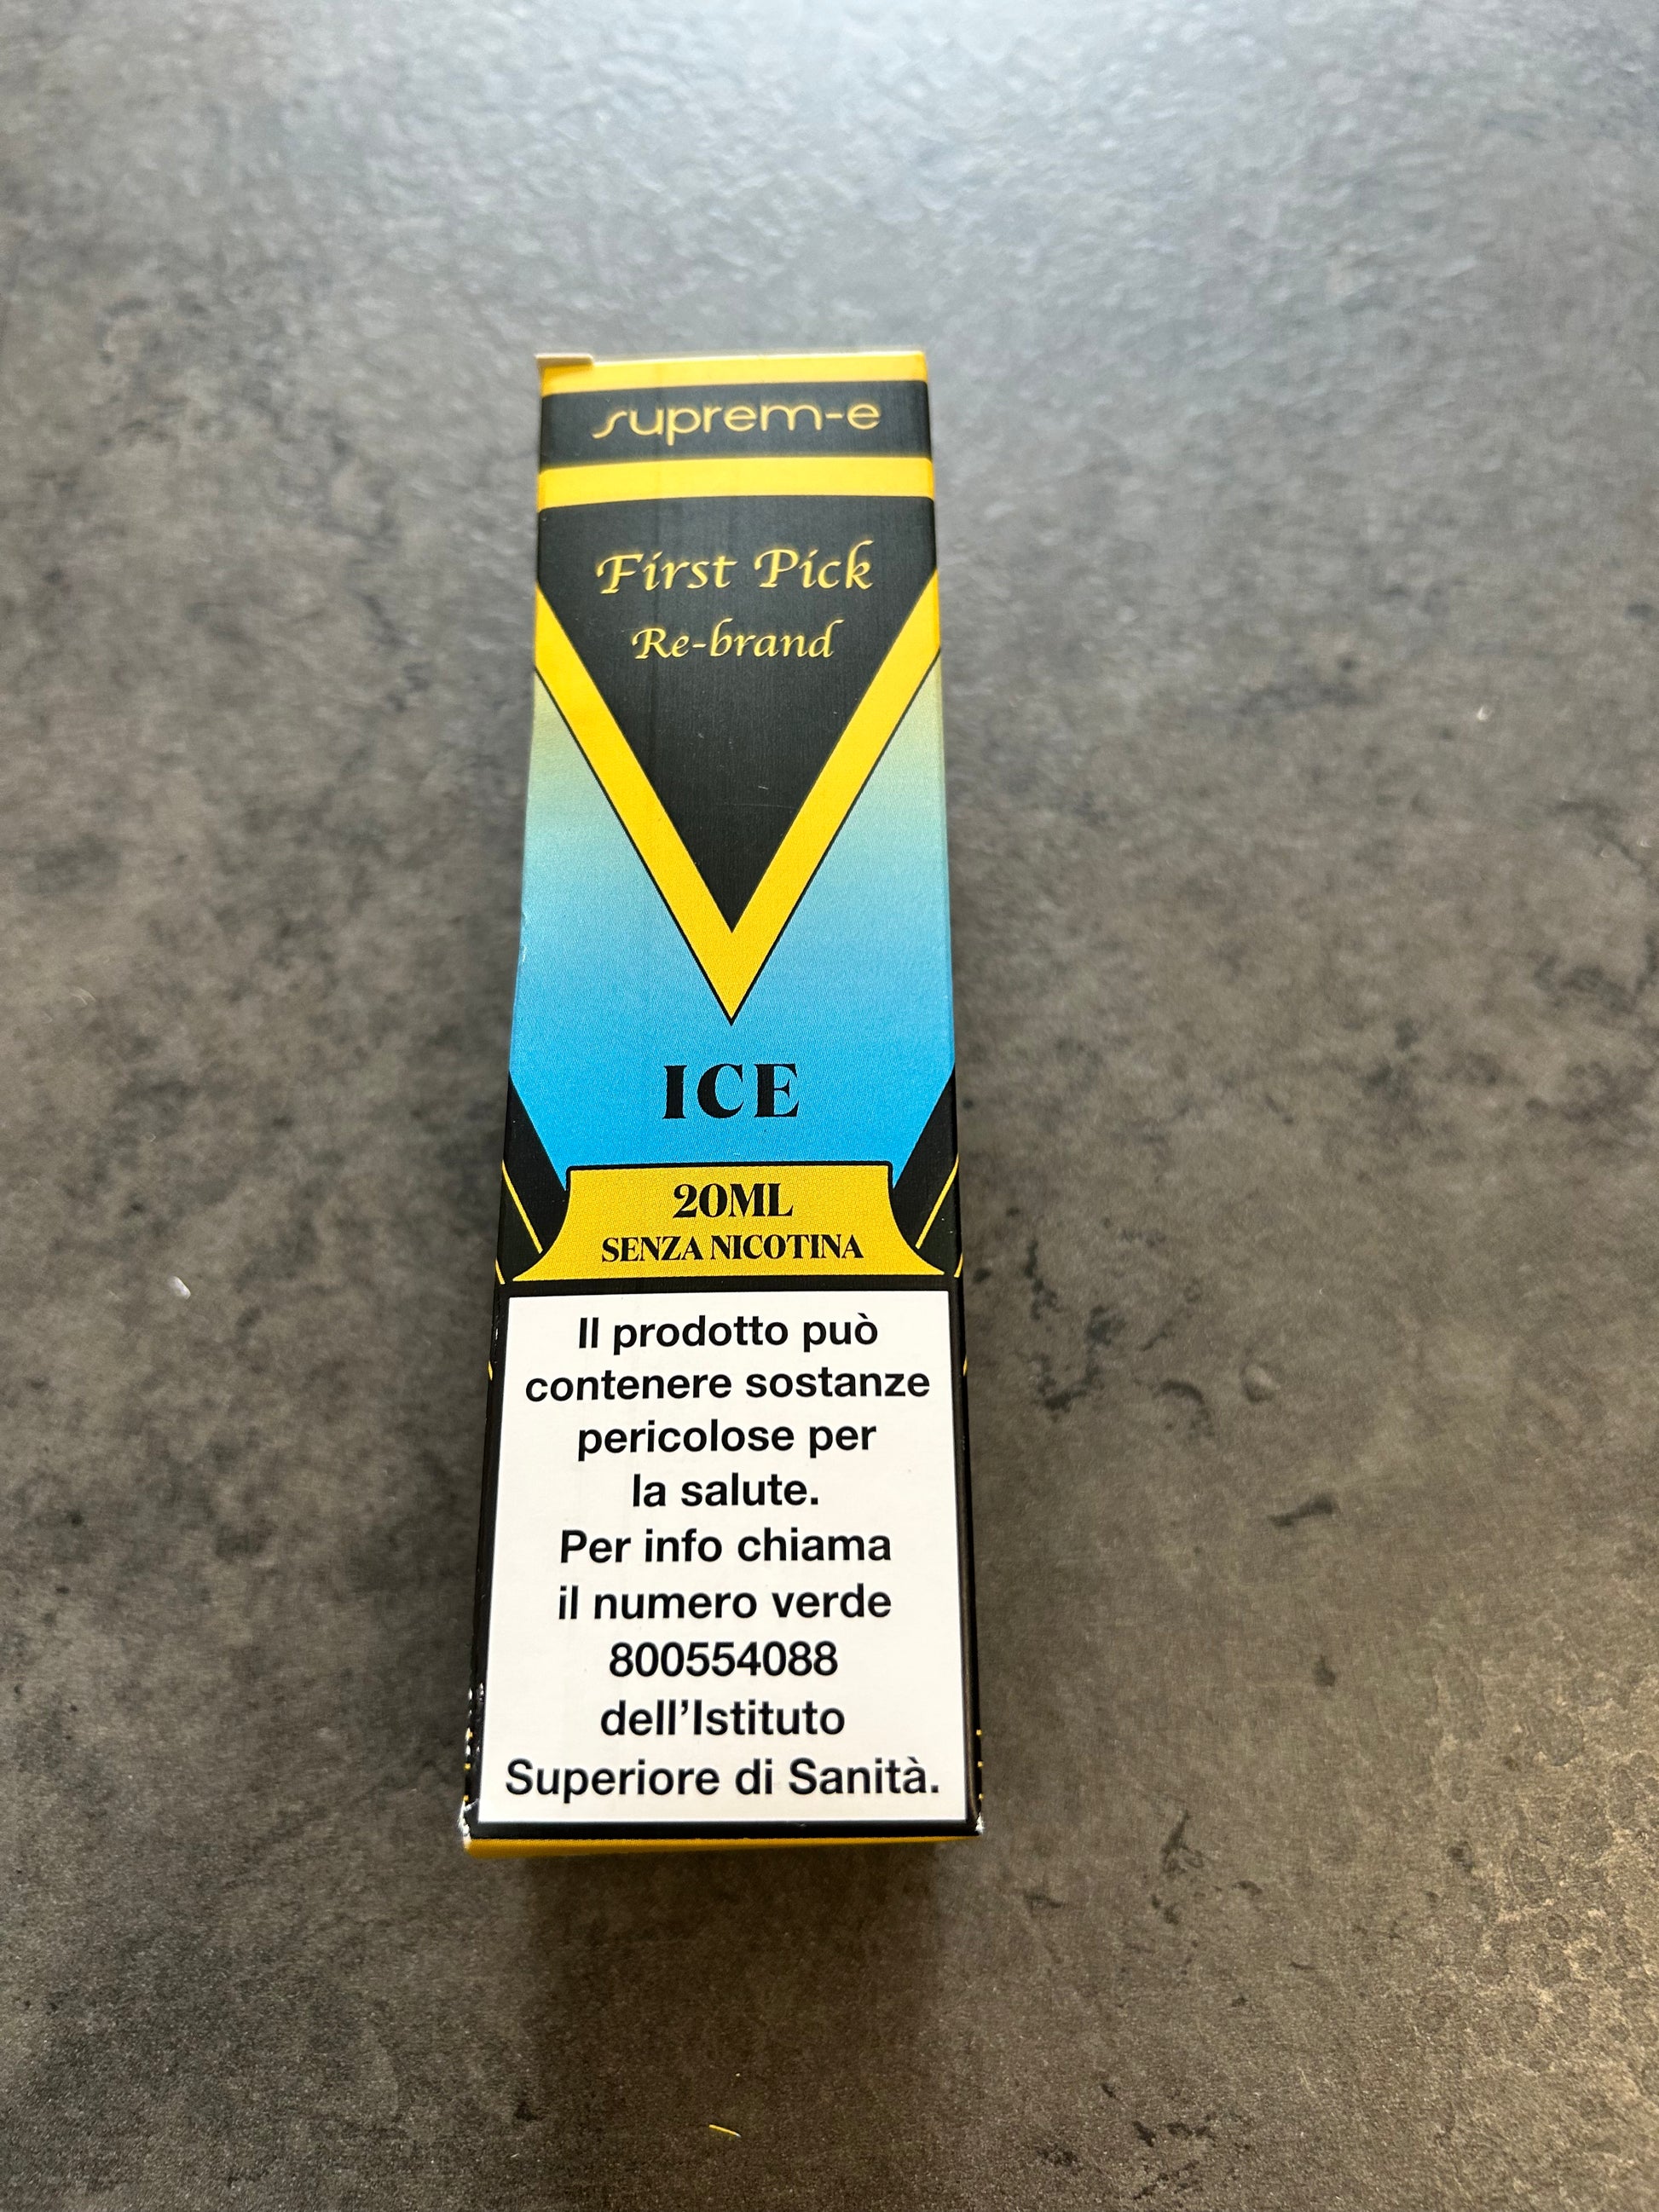 suprem-e
First Pick
Re-brand
ICE
20ML
SENZA NICOTINA
Il prodotto può
contenere sostanze
pericolose per
la salute.
Per info chiama
il numero verde
800554088
dell’Istituto
Superiore di Sanità.